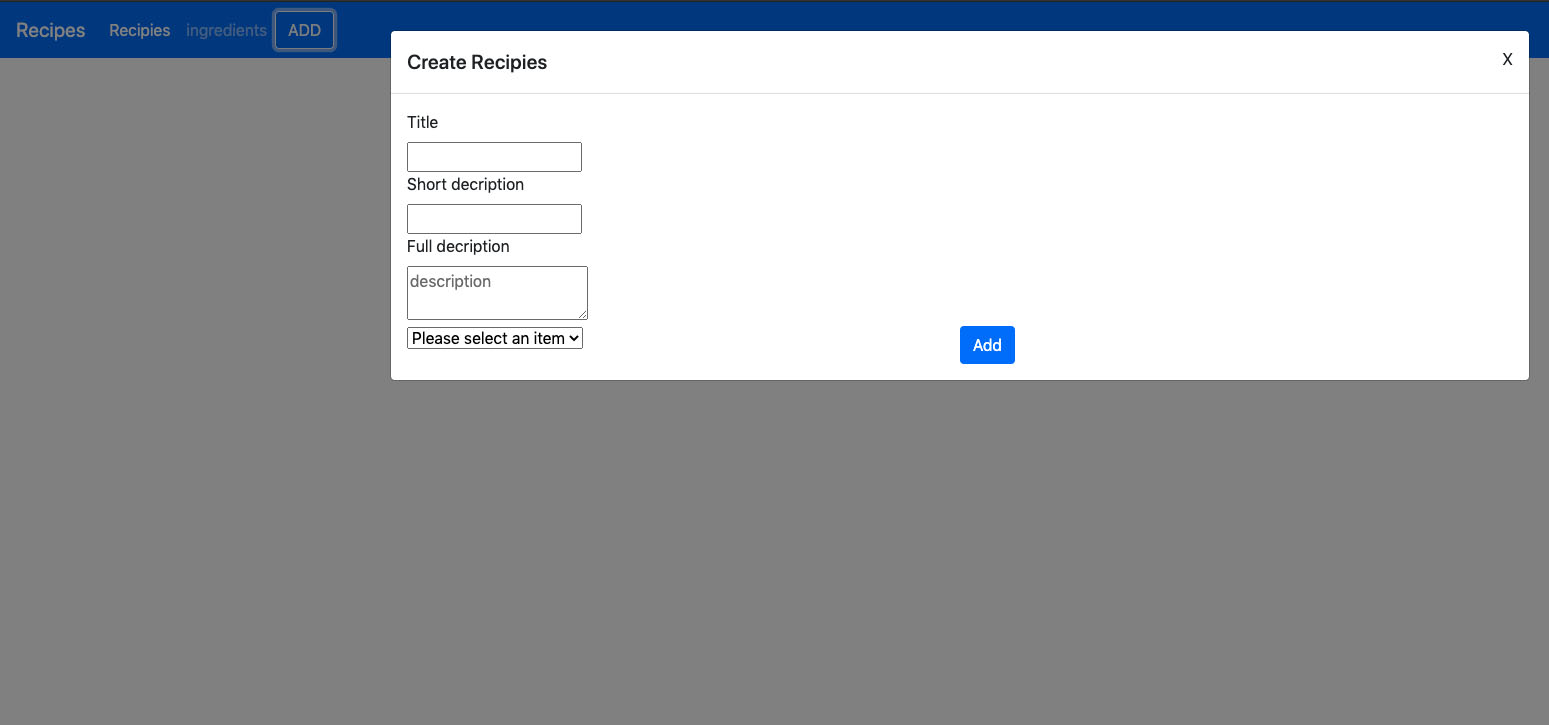 Recipes Recipies ingredients ADD
Create Recipies X
Title
Short decription
Full decription
description
Please select an item
Add